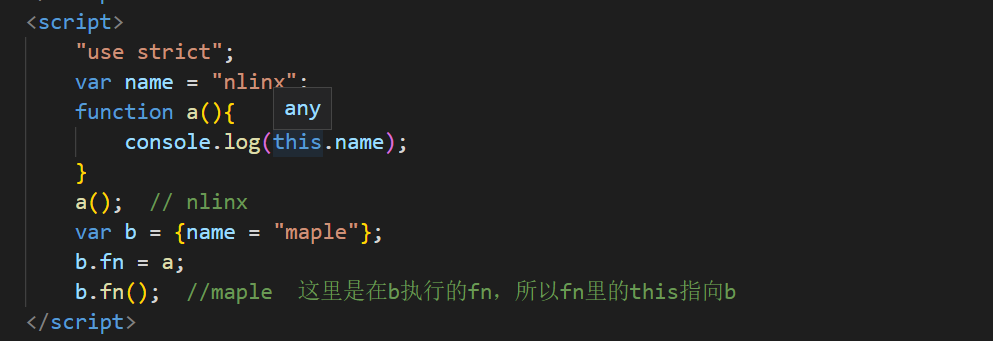 <script>
"use strict";
var name = "nlinx";
any
function a(){
console.log(this.name);
}
a();  // nlinx
var b = {name = "maple"};
b.fn = a;
b.fn();  //maple  这里是在b执行的fn，所以fn里的this指向b
</script>